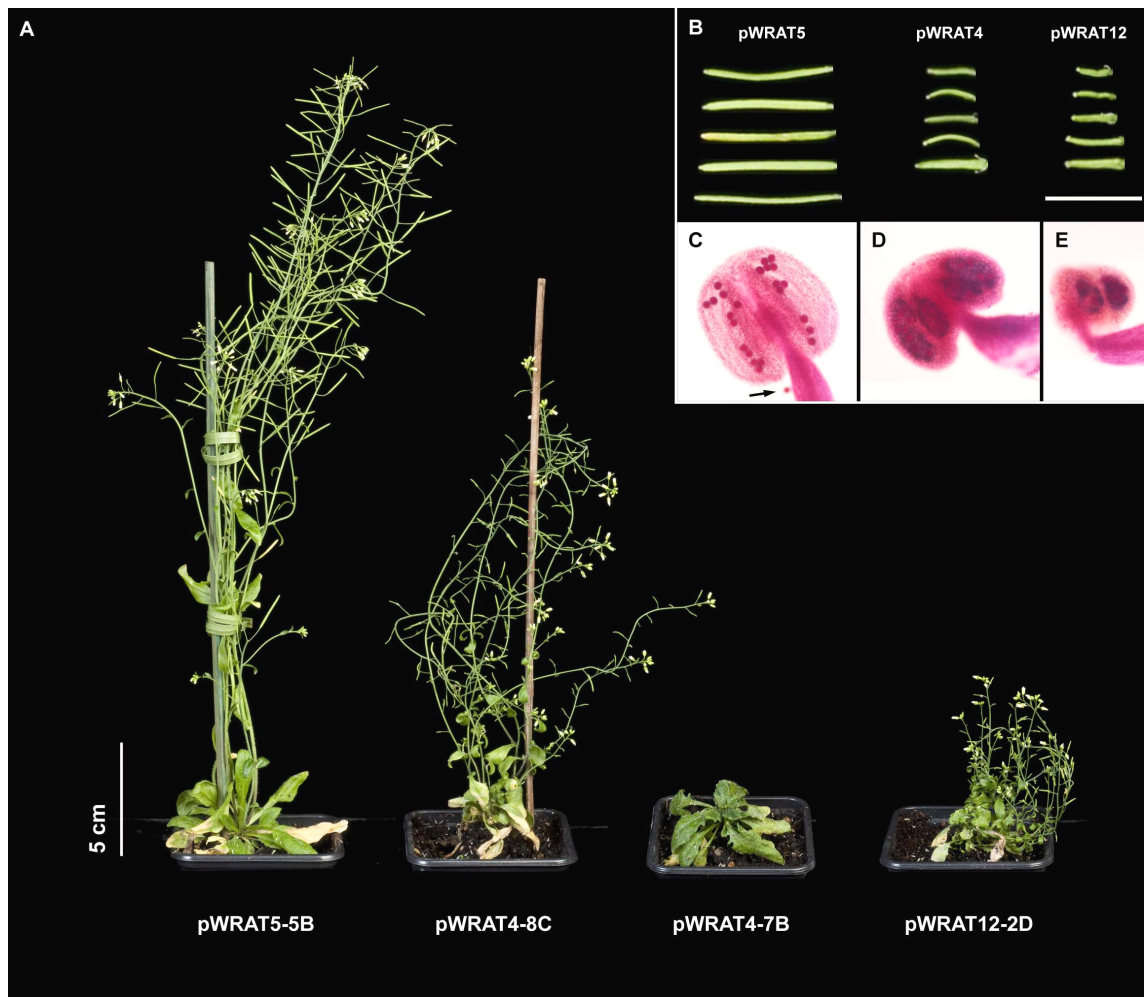 A
B
pWRAT5 pWRAT4 pWRAT12
C D E
5 cm
pWRAT5-5B pWRAT4-8C pWRAT4-7B pWRAT12-2D